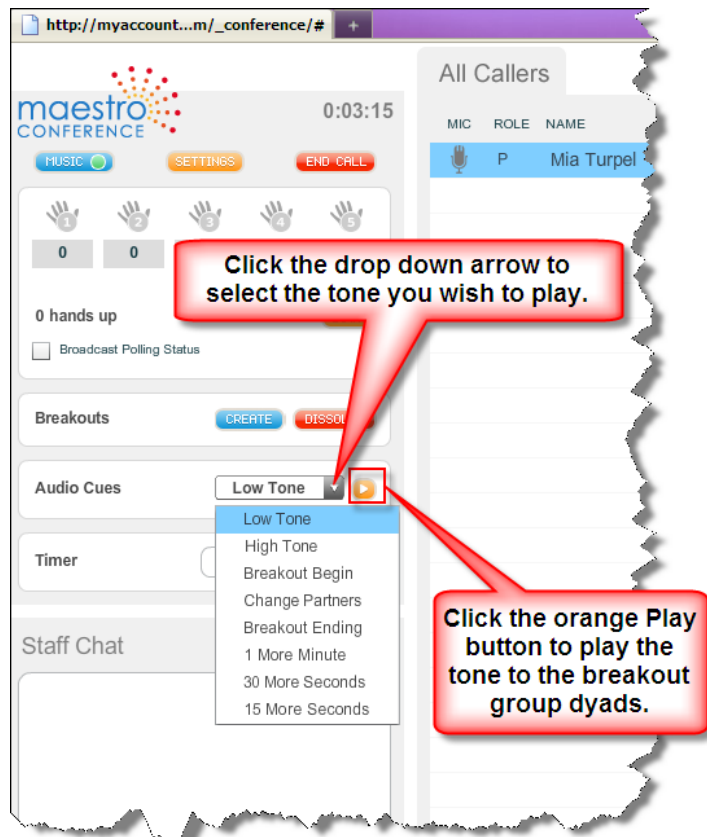 http://myaccount...m/_conference/#
+
maestro
CONFERENCE
0:03:15
MUSIC
SETTINGS
END CALL
1
2
3
4
5
0
0
0 hands up
Broadcast Polling Status
Breakouts
CREATE
Audio Cues
Low Tone
Low Tone
High Tone
Breakout Begin
Change Partners
Breakout Ending
1 More Minute
30 More Seconds
15 More Seconds
Timer
Staff Chat
All Callers
MIC ROLE NAME
P Mia Turpel
Click the drop down arrow to
select the tone you wish to play.
Click the orange Play
button to play the
tone to the breakout
group dyads.